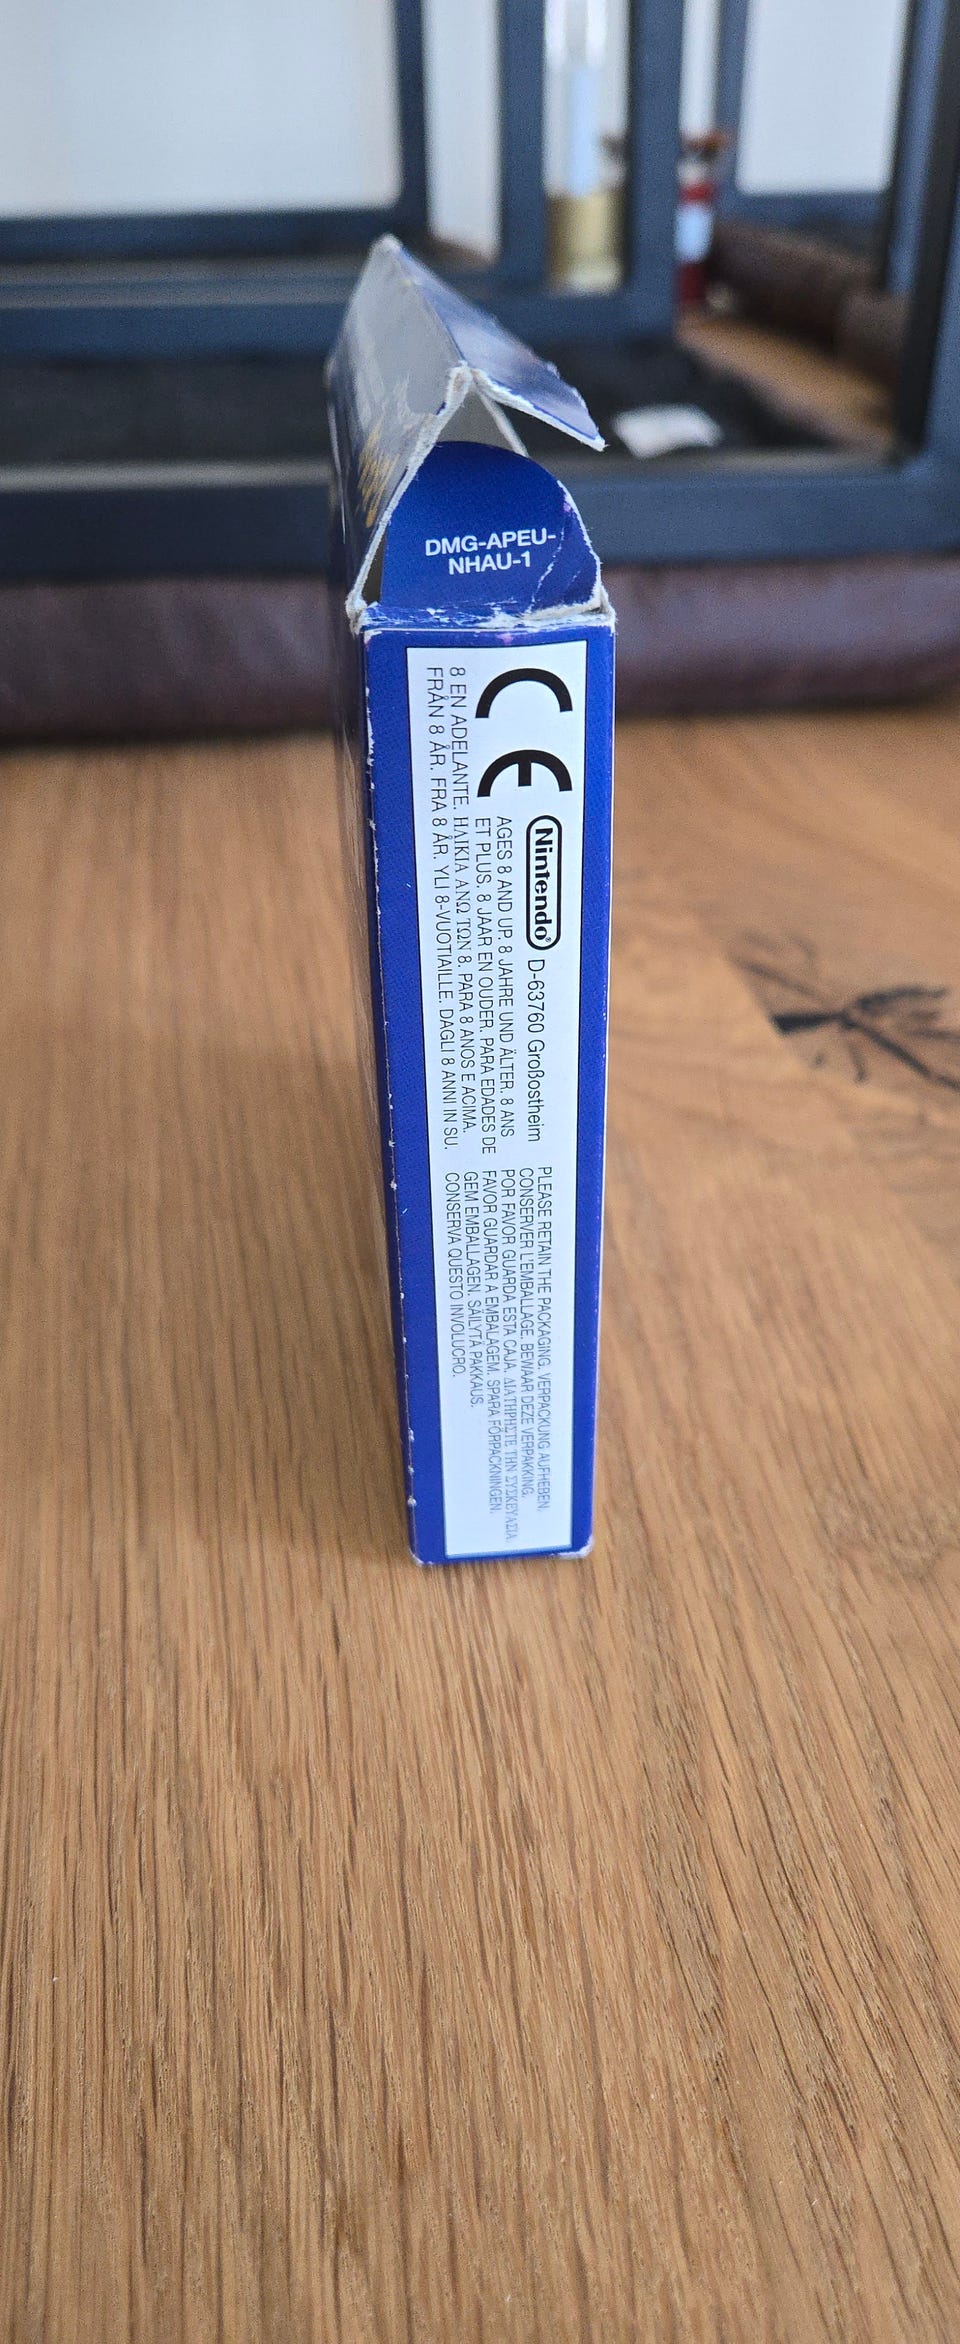 DMG-APEU-
NHAU-1
CE
Nintendo® D-63760 Großostheim
AGES 8 AND UP. 8 JAHRE UND ÄLTER. 8 ANS
ET PLUS. 8 JAAR EN OUDER. PARA EDADES DE
8 EN ADELANTE. ΗΛΙΚΙΑ ΑΝΩ ΤΩΝ 8. PARA 8 ANOS E ACIMA.
FRÅN 8 ÅR. FRA 8 ÅR. YLI 8-VUOTIAILLE. DAGLI 8 ANNI IN SU.
PLEASE RETAIN THE PACKAGING. VERPACKUNG AUFHEBEN.
CONSERVER L'EMBALLAGE. BEWAAR DEZE VERPAKKING.
POR FAVOR GUARDA ESTA CAJA. ΔΙΑΤΗΡΗΣΤΕ ΤΗΝ ΣΥΣΚΕΥΑΣΙΑ.
FAVOR GUARDAR A EMBALAGEM. SPARA FÖRPACKNINGEN.
GEM EMBALLAGEN. SÄILYTÄ PAKKAUS.
CONSERVA QUESTO INVOLUCRO.